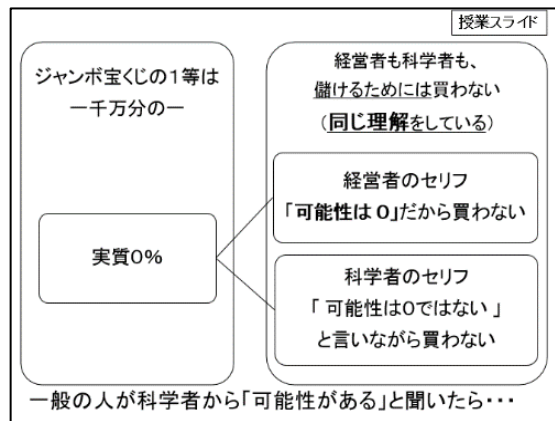 授業スライド
ジャンボ宝くじの1等は
一千万分の一
実質0%
経営者も科学者も、
儲けるためには買わない
(同じ理解をしている)
経営者のセリフ
「可能性は0」だから買わない
科学者のセリフ
「 可能性は0ではない 」
と言いながら買わない
一般の人が科学者から「可能性がある」と聞いたら・・・